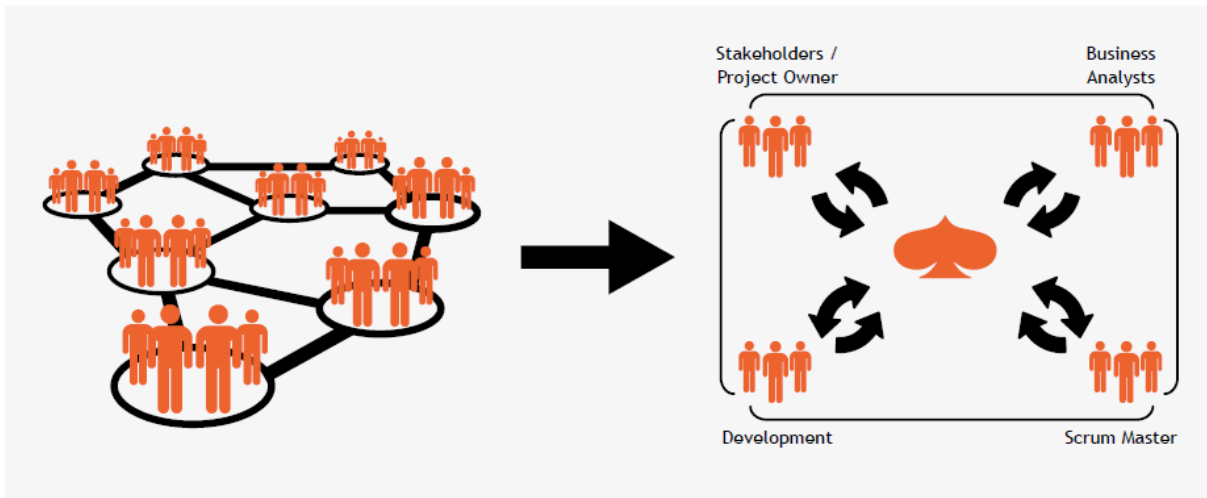 Stakeholders /
Project Owner
Business
Analysts
Development
Scrum Master